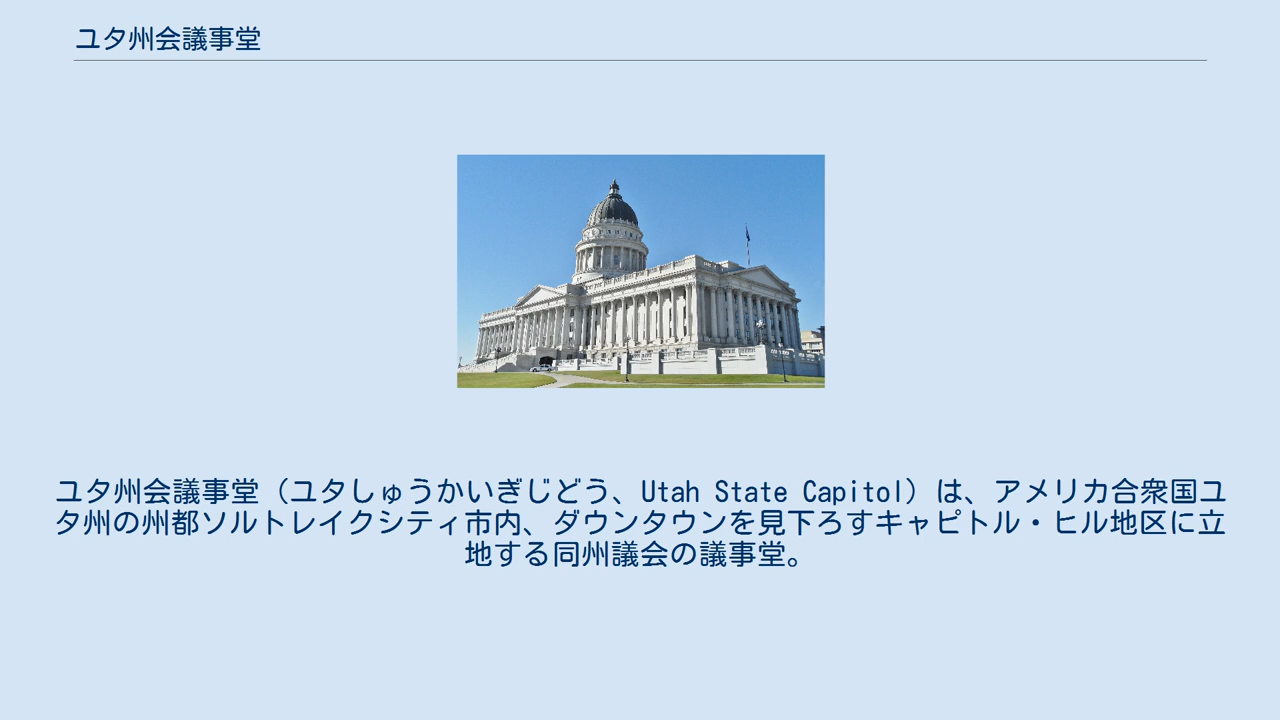 ユタ州会議事堂
ユタ州会議事堂（ユタしゅうかいぎじどう、Utah State Capitol）は、アメリカ合衆国ユ
タ州の州都ソルトレイクシティ市内、ダウンタウンを見下ろすキャピトル・ヒル地区に立
地する同州議会の議事堂。